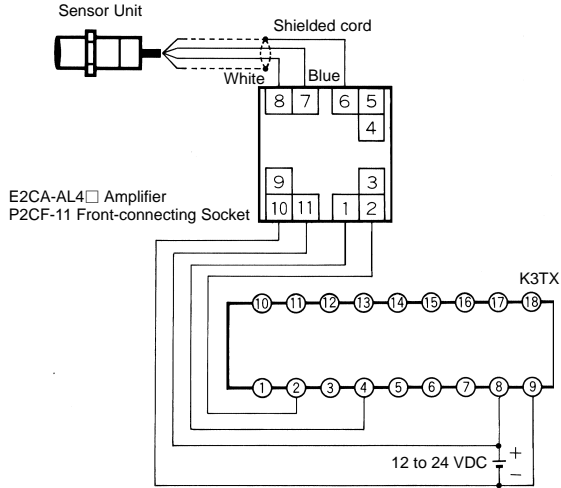 Sensor Unit
Shielded cord
White
Blue
8 7 6 5
4
9 3
10 11 1 2
E2CA-AL4□ Amplifier
P2CF-11 Front-connecting Socket
K3TX
10 11 12 13 14 15 16 17 18
1 2 3 4 5 6 7 8 9
12 to 24 VDC
+
−